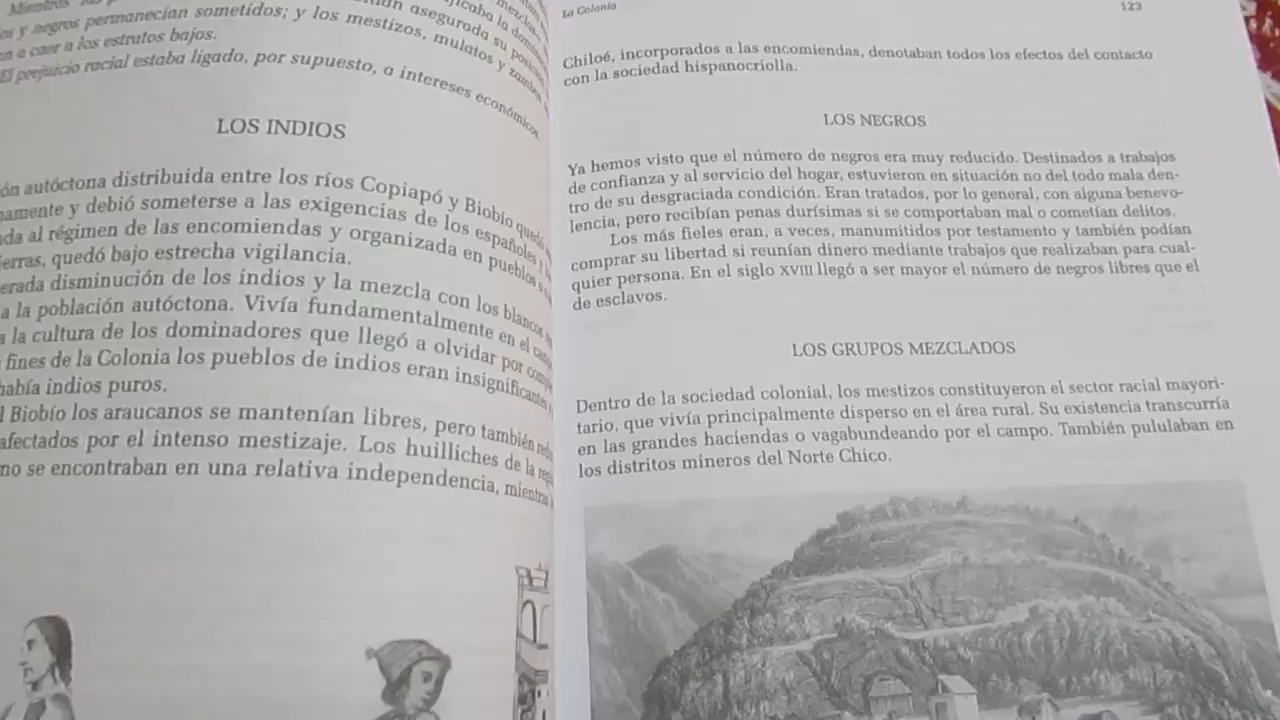 Mientras
os y negros permanecían sometidos; y los mestizos, mulatos y zambos
an a caer a los estratos bajos.
El prejuicio racial estaba ligado, por supuesto, a intereses económicos.
LOS INDIOS
ón autóctona distribuida entre los ríos Copiapó y Biobío quedó
amente y debió someterse a las exigencias de los españoles y
da al régimen de las encomiendas y organizada en pueblos o
ierras, quedó bajo estrecha vigilancia.
erada disminución de los indios y la mezcla con los blancos
a la población autóctona. Vivía fundamentalmente en el
a la cultura de los dominadores que llegó a olvidar por
fines de la Colonia los pueblos de indios eran insignificantes
había indios puros.
l Biobío los araucanos se mantenían libres, pero también
afectados por el intenso mestizaje. Los huilliches de la
no se encontraban en una relativa independencia, mientras
La Colonia
123
Chiloé, incorporados a las encomiendas, denotaban todos los efectos del contacto
con la sociedad hispanocriolla.
LOS NEGROS
Ya hemos visto que el número de negros era muy reducido. Destinados a trabajos
de confianza y al servicio del hogar, estuvieron en situación no del todo mala den-
tro de su desgraciada condición. Eran tratados, por lo general, con alguna benevo-
lencia, pero recibían penas durísimas si se comportaban mal o cometían delitos.
Los más fieles eran, a veces, manumitidos por testamento y también podían
comprar su libertad si reunían dinero mediante trabajos que realizaban para cual-
quier persona. En el siglo XVIII llegó a ser mayor el número de negros libres que el
de esclavos.
LOS GRUPOS MEZCLADOS
Dentro de la sociedad colonial, los mestizos constituyeron el sector racial mayori-
tario, que vivía principalmente disperso en el área rural. Su existencia transcurría
en las grandes haciendas o vagabundeando por el campo. También pululaban en
los distritos mineros del Norte Chico.